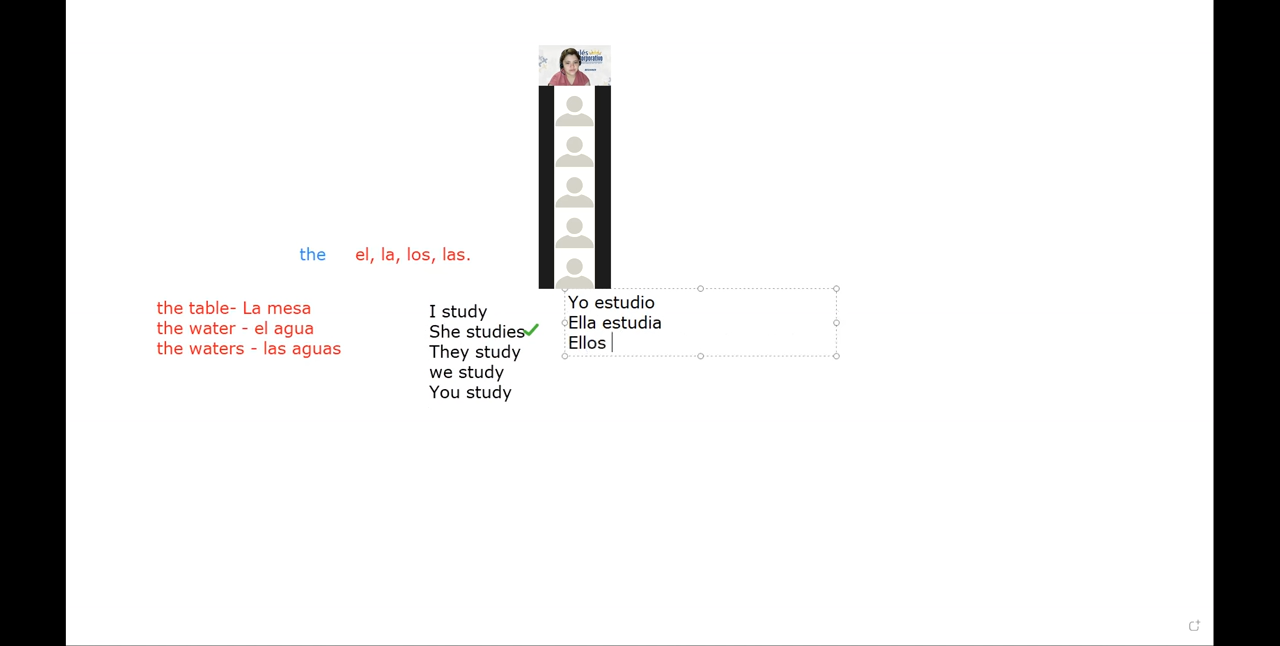 the el, la, los, las.
the table- La mesa
the water - el agua
the waters - las aguas
I study
She studies
They study
we study
You study
Yo estudio
Ella estudia
Ellos